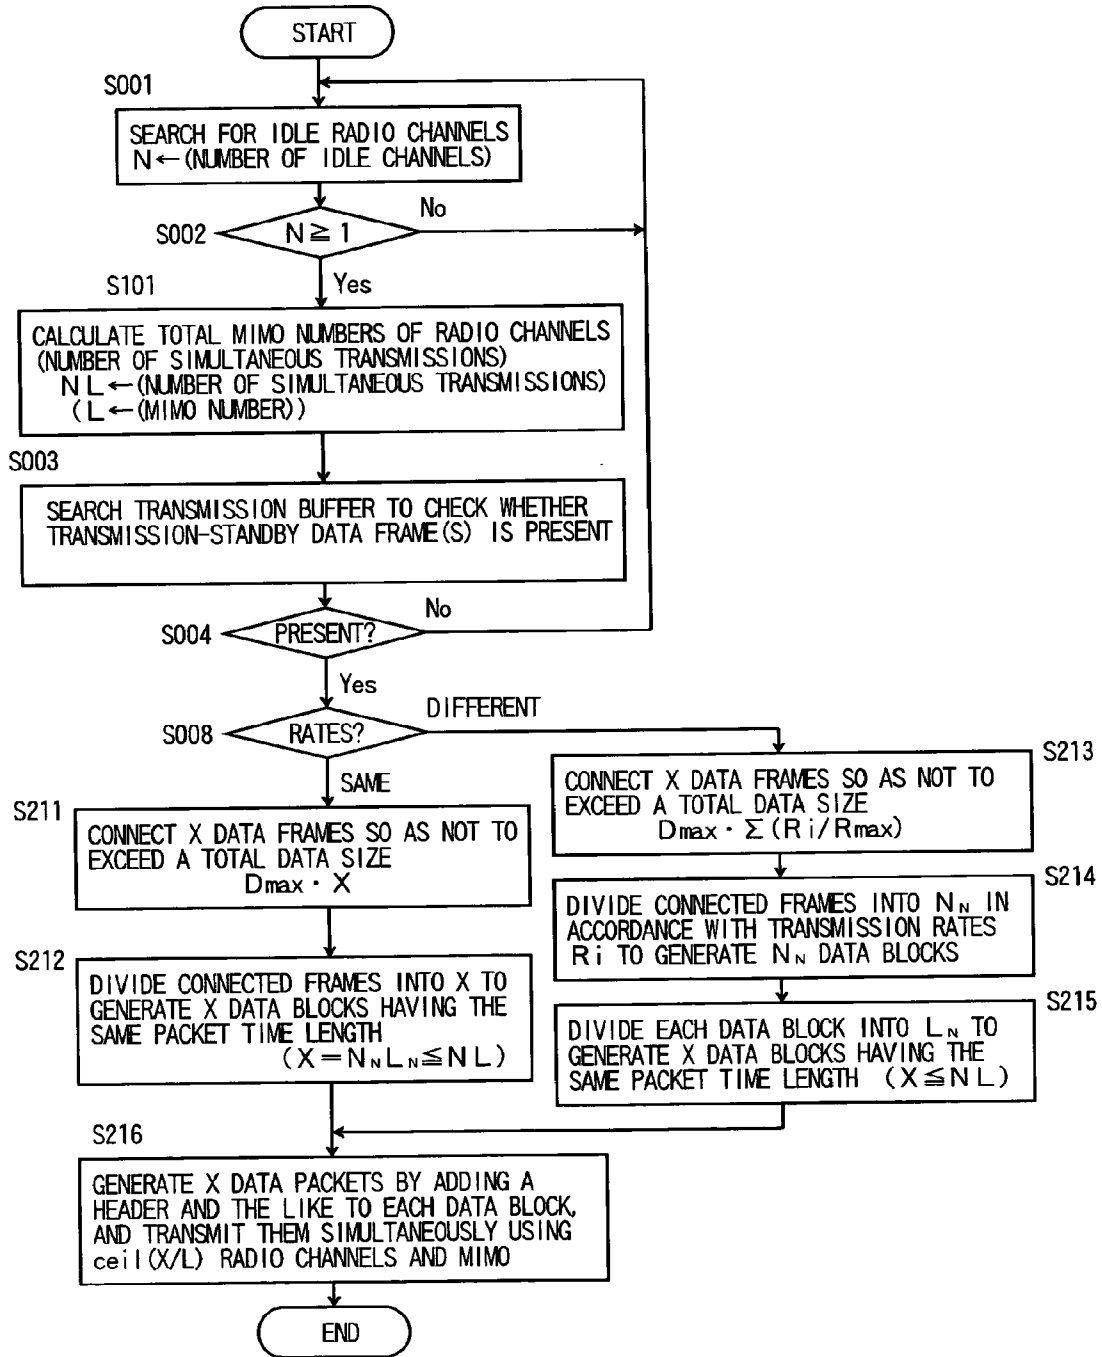 START
S001
SEARCH FOR IDLE RADIO CHANNELS
N←(NUMBER OF IDLE CHANNELS)
No
S002
N≧1
S101
Yes
CALCULATE TOTAL MIMO NUMBERS OF RADIO CHANNELS
(NUMBER OF SIMULTANEOUS TRANSMISSIONS)
NL←(NUMBER OF SIMULTANEOUS TRANSMISSIONS)
(L←(MIMO NUMBER))
S003
SEARCH TRANSMISSION BUFFER TO CHECK WHETHER
TRANSMISSION-STANDBY DATA FRAME(S) IS PRESENT
No
S004
PRESENT?
Yes
DIFFERENT
S008
RATES?
SAME
S213
CONNECT X DATA FRAMES SO AS NOT TO
EXCEED A TOTAL DATA SIZE
Dmax・Σ(Ri/Rmax)
S211
CONNECT X DATA FRAMES SO AS NOT TO
EXCEED A TOTAL DATA SIZE
Dmax・X
S214
DIVIDE CONNECTED FRAMES INTO NN IN
ACCORDANCE WITH TRANSMISSION RATES
Ri TO GENERATE NN DATA BLOCKS
S212
DIVIDE CONNECTED FRAMES INTO X TO
GENERATE X DATA BLOCKS HAVING THE
SAME PACKET TIME LENGTH
(X=NNLN≦NL)
S215
DIVIDE EACH DATA BLOCK INTO LN TO
GENERATE X DATA BLOCKS HAVING THE
SAME PACKET TIME LENGTH (X≦NL)
S216
GENERATE X DATA PACKETS BY ADDING A
HEADER AND THE LIKE TO EACH DATA BLOCK,
AND TRANSMIT THEM SIMULTANEOUSLY USING
ceil(X/L) RADIO CHANNELS AND MIMO
END